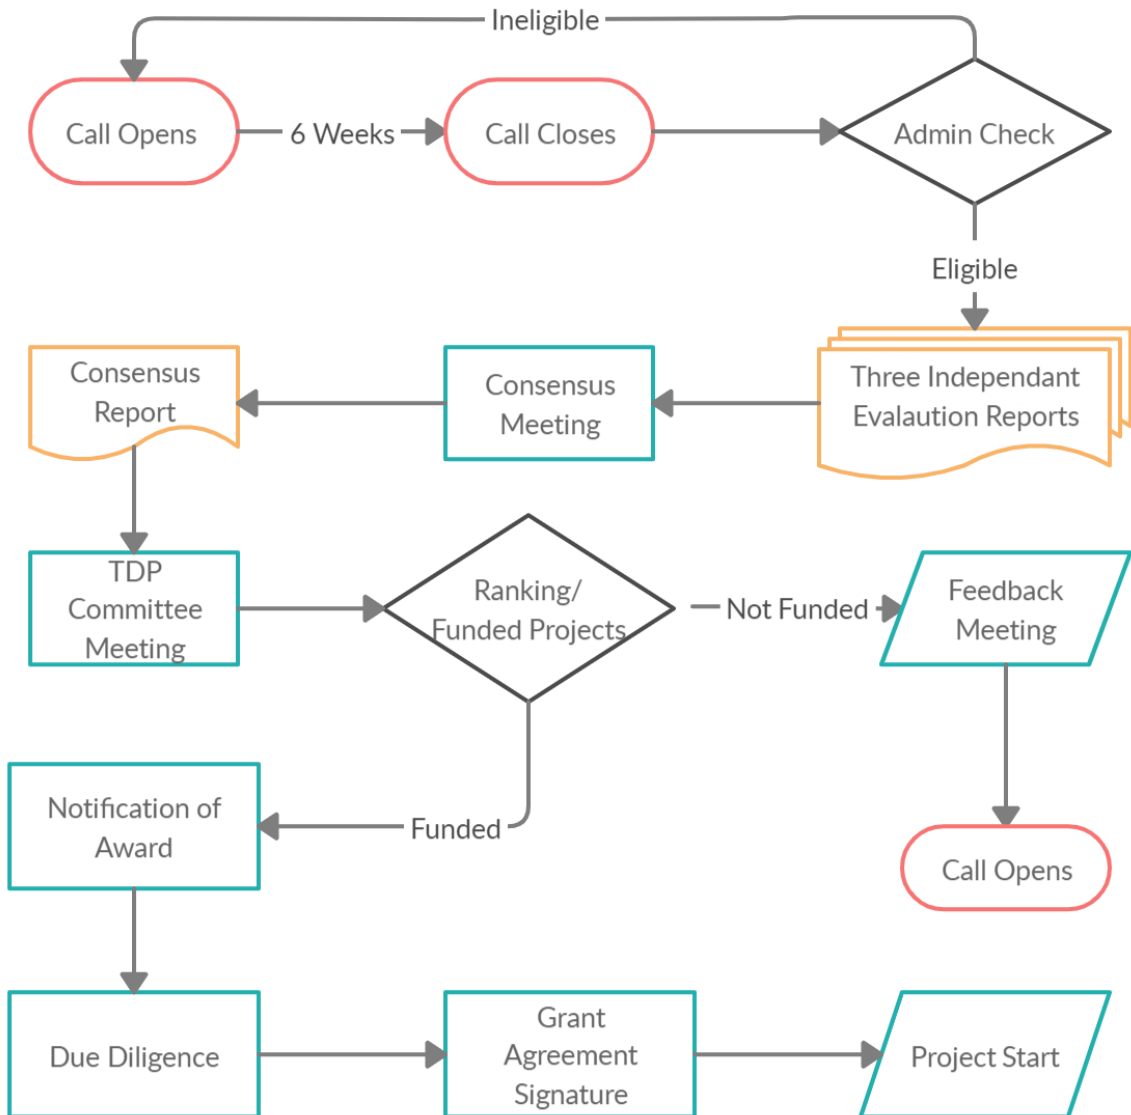 Ineligible
Call Opens
6 Weeks
Call Closes
Admin Check
Eligible
Three Independant
Evalaution Reports
Consensus
Meeting
Consensus
Report
TDP
Committee
Meeting
Ranking/
Funded Projects
Not Funded
Feedback
Meeting
Call Opens
Funded
Notification of
Award
Due Diligence
Grant
Agreement
Signature
Project Start